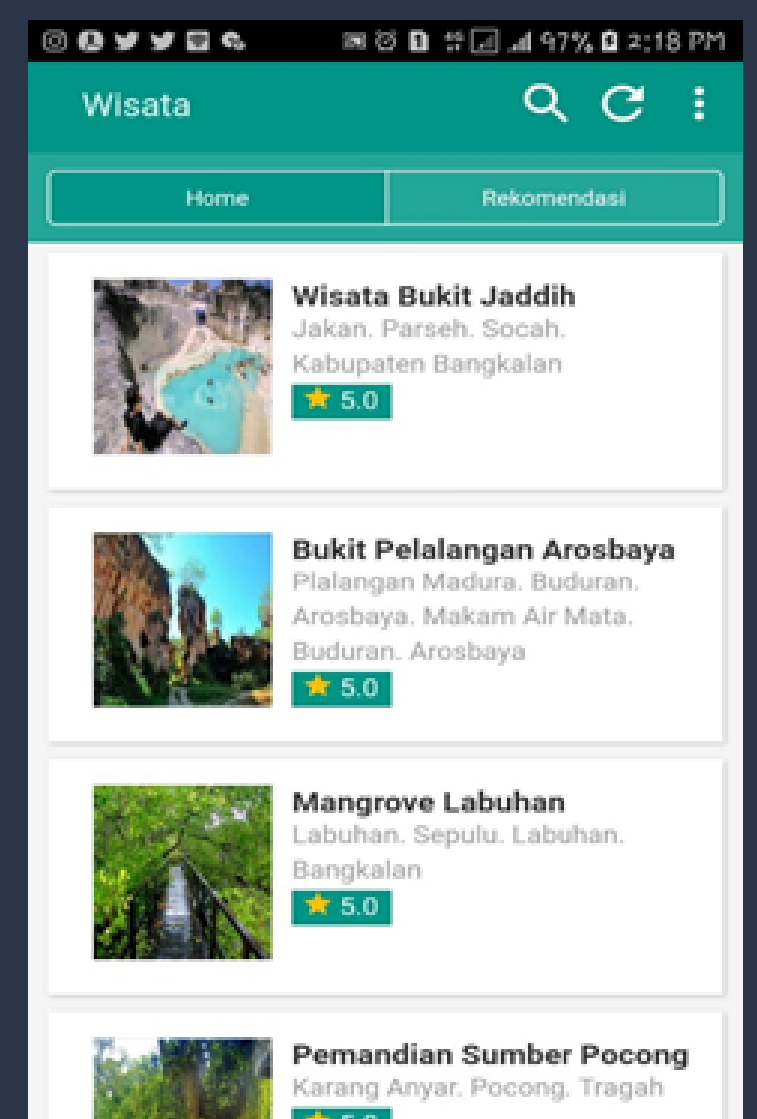 97% 2:18 PM
Wisata
Home Rekomendasi
Wisata Bukit Jaddih
Jakan. Parseh. Socah.
Kabupaten Bangkalan
5.0
Bukit Pelalangan Arosbaya
Plalangan Madura. Buduran.
Arosbaya. Makam Air Mata.
Buduran. Arosbaya
5.0
Mangrove Labuhan
Labuhan. Sepulu. Labuhan.
Bangkalan
5.0
Pemandian Sumber Pocong
Karang Anyar. Pocong. Tragah
5.0